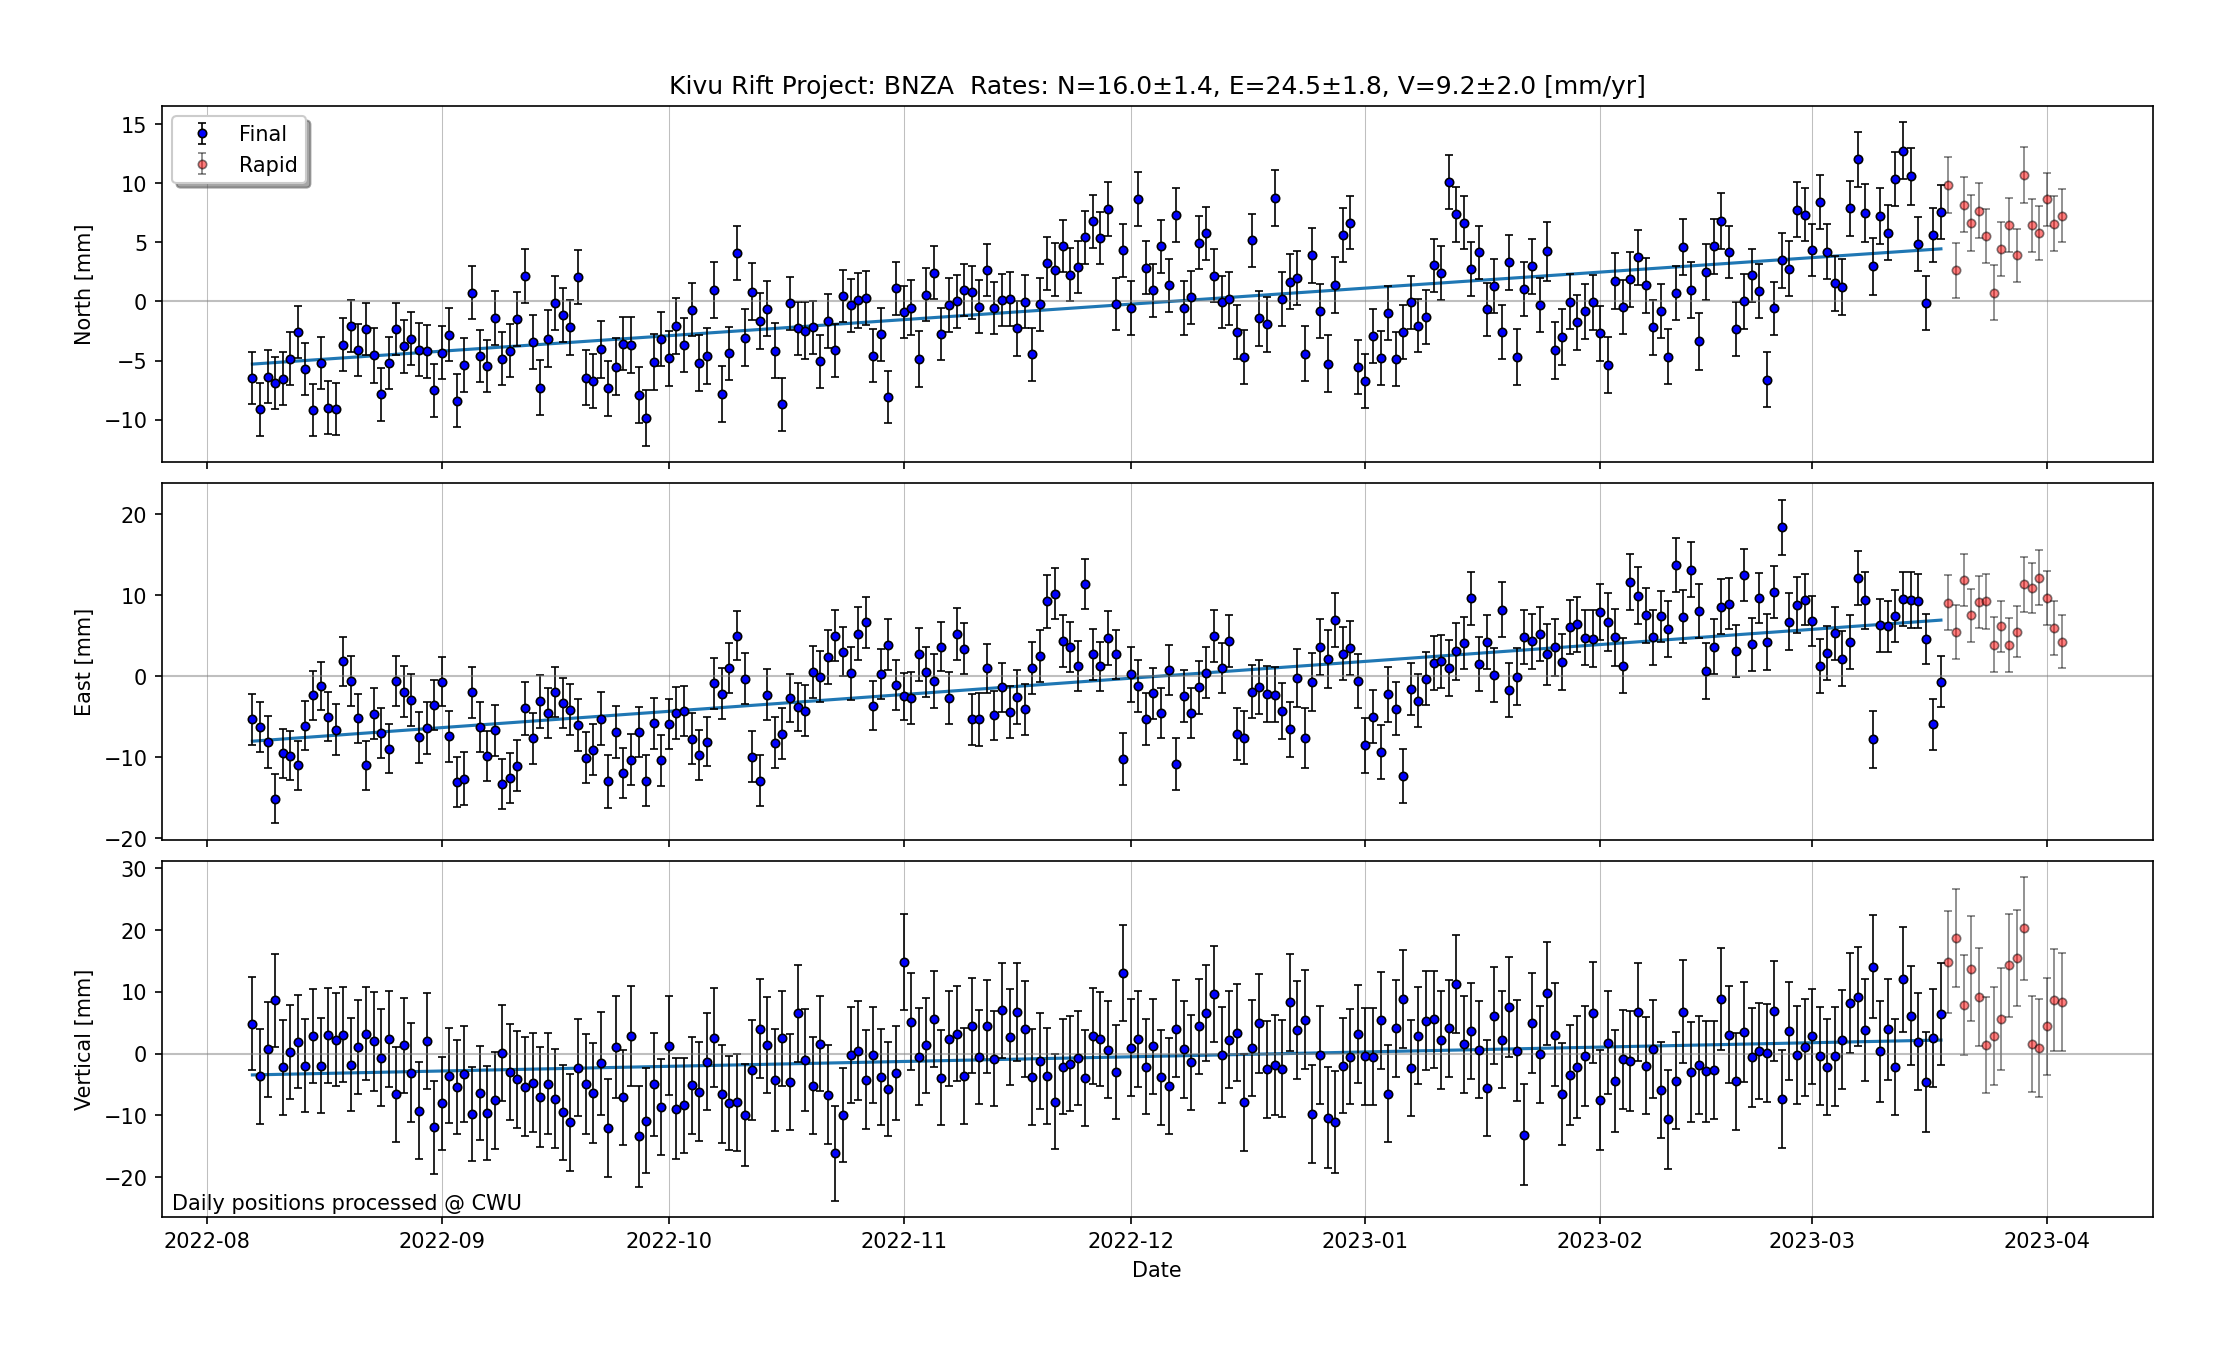 Kivu Rift Project: BNZA  Rates: N=16.0±1.4, E=24.5±1.8, V=9.2±2.0 [mm/yr]
Final
Rapid
North [mm]
15
10
5
0
−5
−10
East [mm]
20
10
0
−10
−20
Vertical [mm]
30
20
10
0
−10
−20
Daily positions processed @ CWU
2022-08 2022-09 2022-10 2022-11 2022-12 2023-01 2023-02 2023-03 2023-04
Date